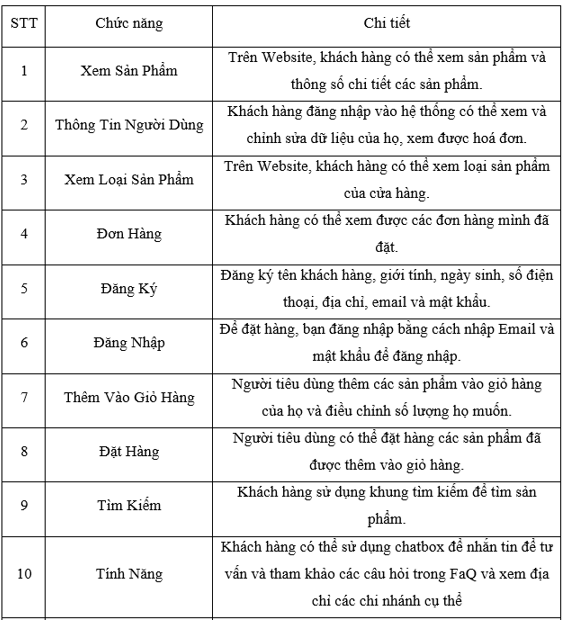 STT Chức năng Chi tiết
1 Xem Sản Phẩm Trên Website, khách hàng có thể xem sản phẩm và
thông số chi tiết các sản phẩm.
2 Thông Tin Người Dùng Khách hàng đăng nhập vào hệ thống có thể xem và
chỉnh sửa dữ liệu của họ, xem được hoá đơn.
3 Xem Loại Sản Phẩm Trên Website, khách hàng có thể xem loại sản phẩm
của cửa hàng.
4 Đơn Hàng Khách hàng có thể xem được các đơn hàng mình đã
đặt.
5 Đăng Ký Đăng ký tên khách hàng, giới tính, ngày sinh, số điện
thoại, địa chỉ, email và mật khẩu.
6 Đăng Nhập Để đặt hàng, bạn đăng nhập bằng cách nhập Email và
mật khẩu để đăng nhập.
7 Thêm Vào Giỏ Hàng Người tiêu dùng thêm các sản phẩm vào giỏ hàng
của họ và điều chỉnh số lượng họ muốn.
8 Đặt Hàng Người tiêu dùng có thể đặt hàng các sản phẩm đã
được thêm vào giỏ hàng.
9 Tìm Kiếm Khách hàng sử dụng khung tìm kiếm để tìm sản
phẩm.
10 Tính Năng Khách hàng có thể sử dụng chatbox để nhắn tin để tư
vấn và tham khảo các câu hỏi trong FaQ và xem địa
chỉ các chi nhánh cụ thể